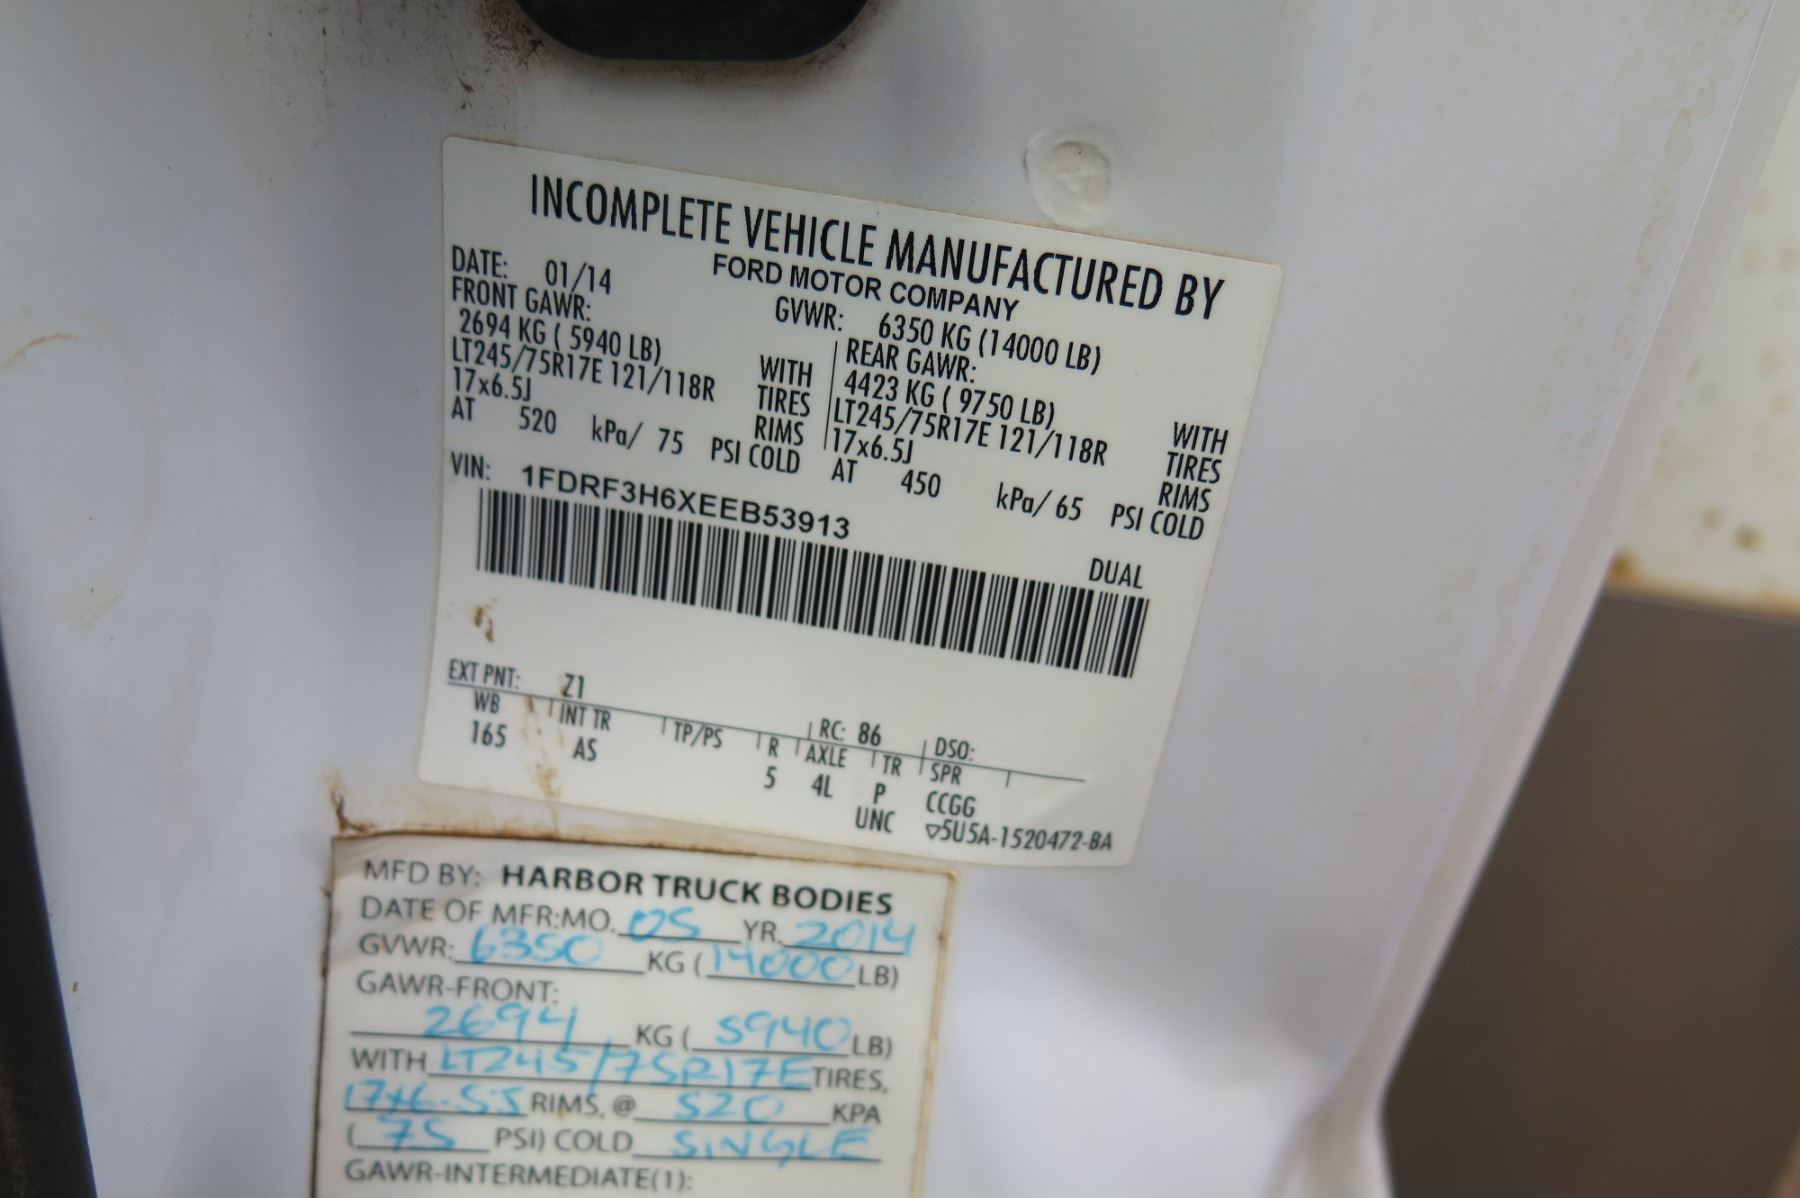 INCOMPLETE VEHICLE MANUFACTURED BY
FORD MOTOR COMPANY
DATE: 01/14 GVWR: 6350 KG (14000 LB)
FRONT GAWR: REAR GAWR:
2694 KG ( 5940 LB) WITH 4423 KG ( 9750 LB) WITH
LT245/75R17E 121/118R TIRES LT245/75R17E 121/118R TIRES
17x6.5J RIMS 17x6.5J RIMS
AT 520 kPa/ 75 PSI COLD AT 450 kPa/ 65 PSI COLD
VIN: 1FDRF3H6XEEB53913
DUAL
EXT PNT: Z1 RC: 86 DSO:
WB INT TR TP/PS R AXLE TR SPR
165 AS 5 4L P CCGG
UNC ▽5U5A-1520472-BA
MFD BY: HARBOR TRUCK BODIES
DATE OF MFR:MO. 05 YR. 2014
GVWR: 6350 KG (14000 LB)
GAWR-FRONT:
2694 KG ( 5940 LB)
WITH LT245/75R17E TIRES,
17x6.5J RIMS, @ 520 KPA
( 75 PSI) COLD SINGLE
GAWR-INTERMEDIATE(1):